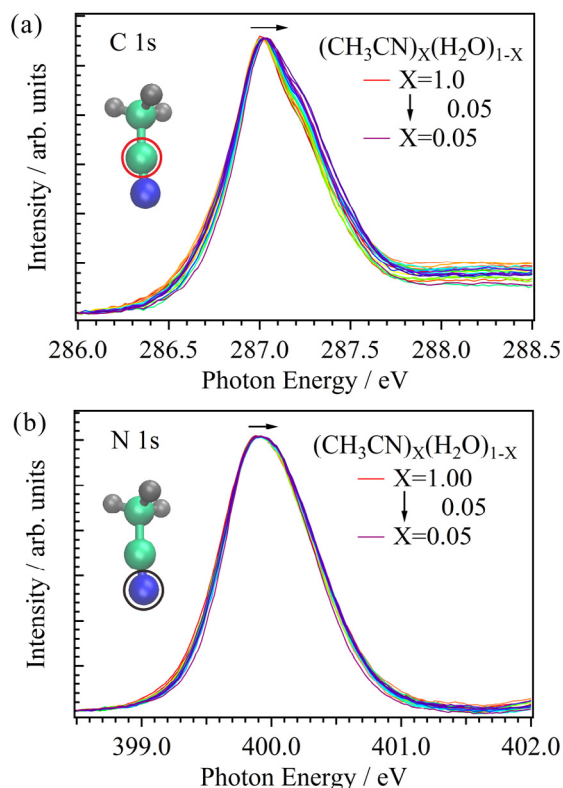 (a)
C 1s
(CH3CN)X(H2O)1-X
X=1.0
0.05
X=0.05
Intensity / arb. units
286.0 286.5 287.0 287.5 288.0 288.5
Photon Energy / eV
(b)
N 1s
(CH3CN)X(H2O)1-X
X=1.00
0.05
X=0.05
Intensity / arb. units
399.0 400.0 401.0 402.0
Photon Energy / eV